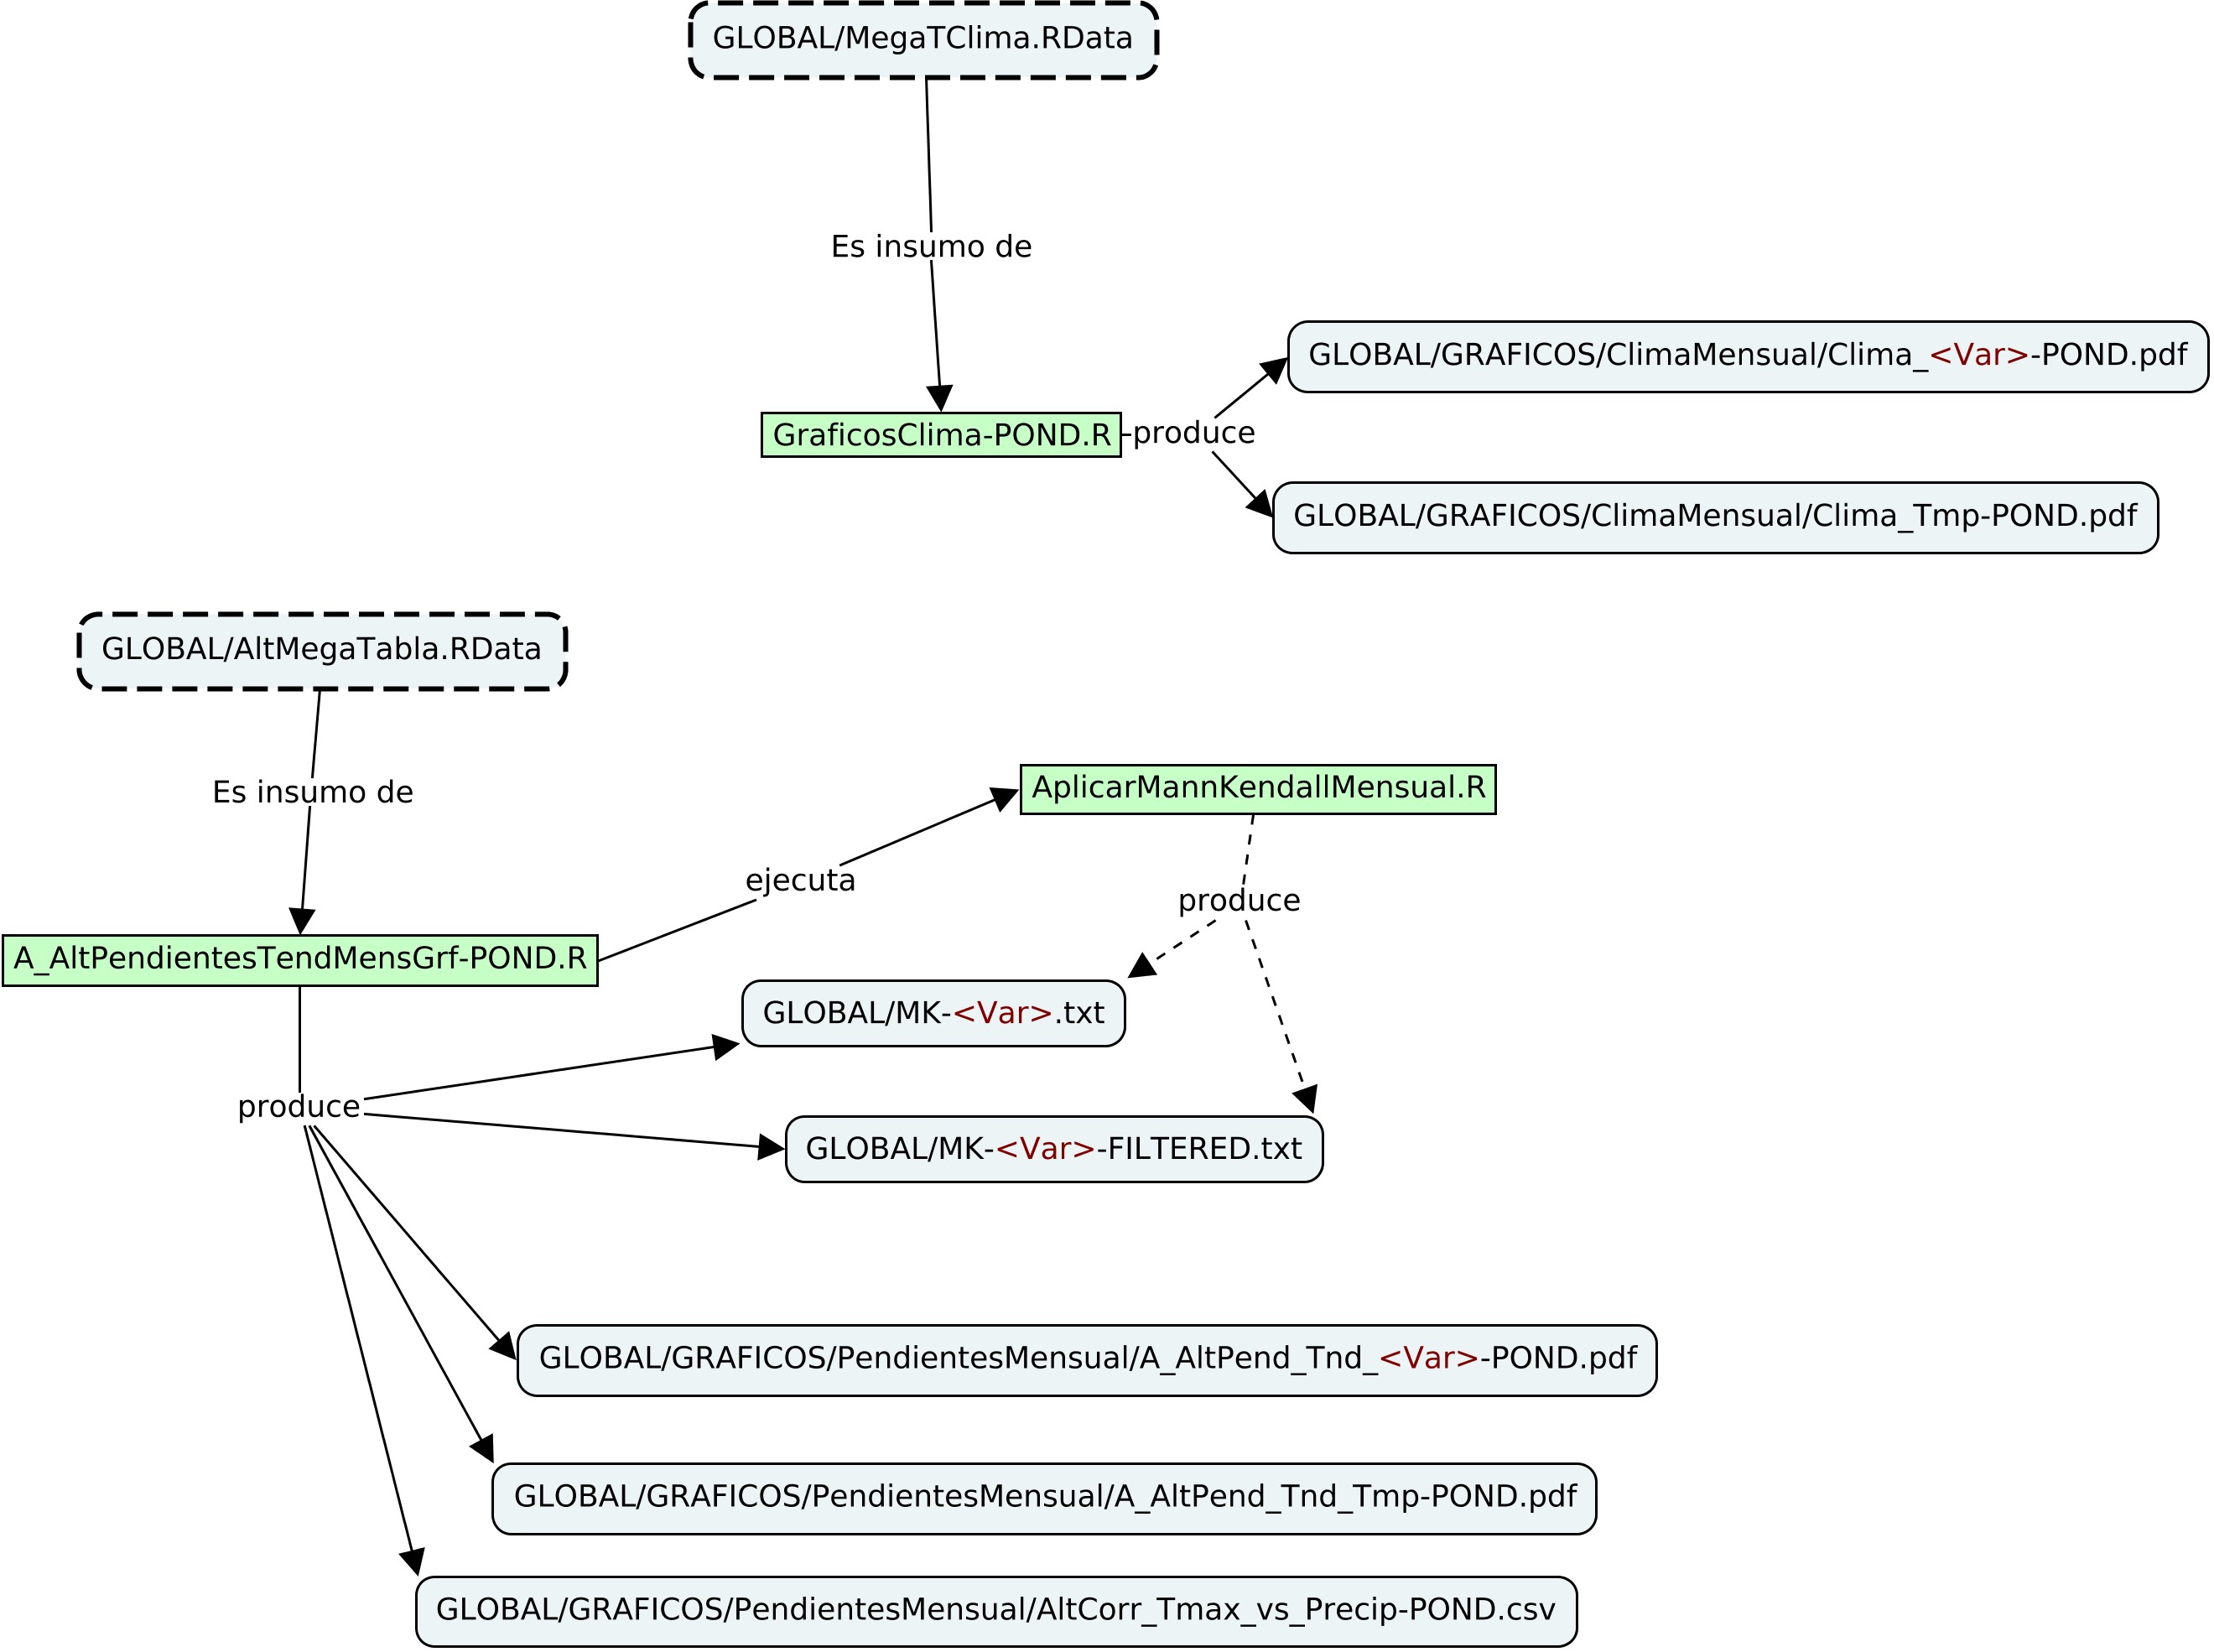 GLOBAL/MegaTClima.RData
Es insumo de
GLOBAL/GRAFICOS/ClimaMensual/Clima_<Var>-POND.pdf
GraficosClima-POND.R
produce
GLOBAL/GRAFICOS/ClimaMensual/Clima_Tmp-POND.pdf
GLOBAL/AltMegaTabla.RData
Es insumo de
AplicarMannKendallMensual.R
ejecuta
produce
A_AltPendientesTendMensGrf-POND.R
GLOBAL/MK-<Var>.txt
produce
GLOBAL/MK-<Var>-FILTERED.txt
GLOBAL/GRAFICOS/PendientesMensual/A_AltPend_Tnd_<Var>-POND.pdf
GLOBAL/GRAFICOS/PendientesMensual/A_AltPend_Tnd_Tmp-POND.pdf
GLOBAL/GRAFICOS/PendientesMensual/AltCorr_Tmax_vs_Precip-POND.csv